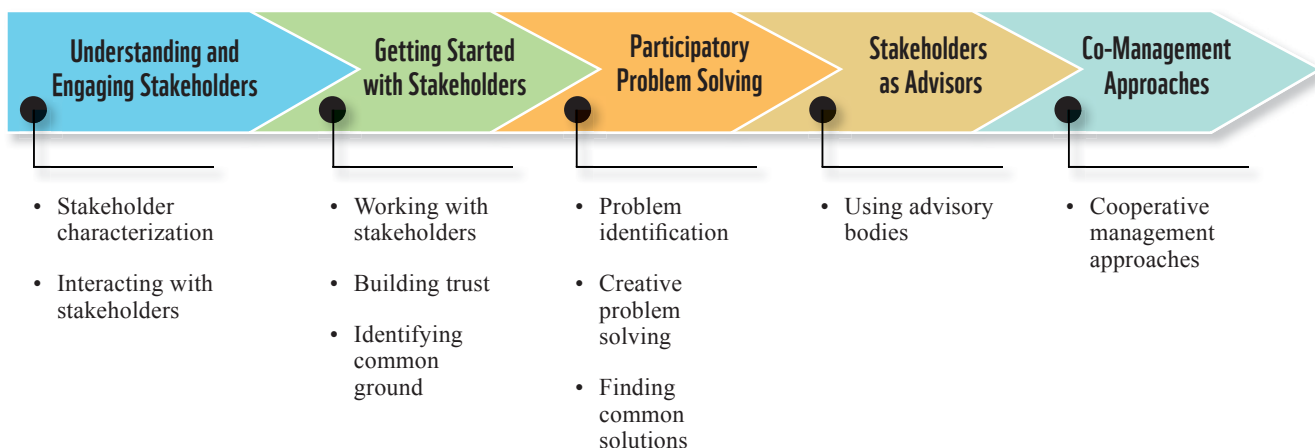 Understanding and
Engaging Stakeholders
Getting Started
with Stakeholders
Participatory
Problem Solving
Stakeholders
as Advisors
Co-Management
Approaches
• Stakeholder
characterization
• Interacting with
stakeholders
• Working with
stakeholders
• Building trust
• Identifying
common
ground
• Problem
identification
• Creative
problem
solving
• Finding
common
solutions
• Using advisory
bodies
• Cooperative
management
approaches